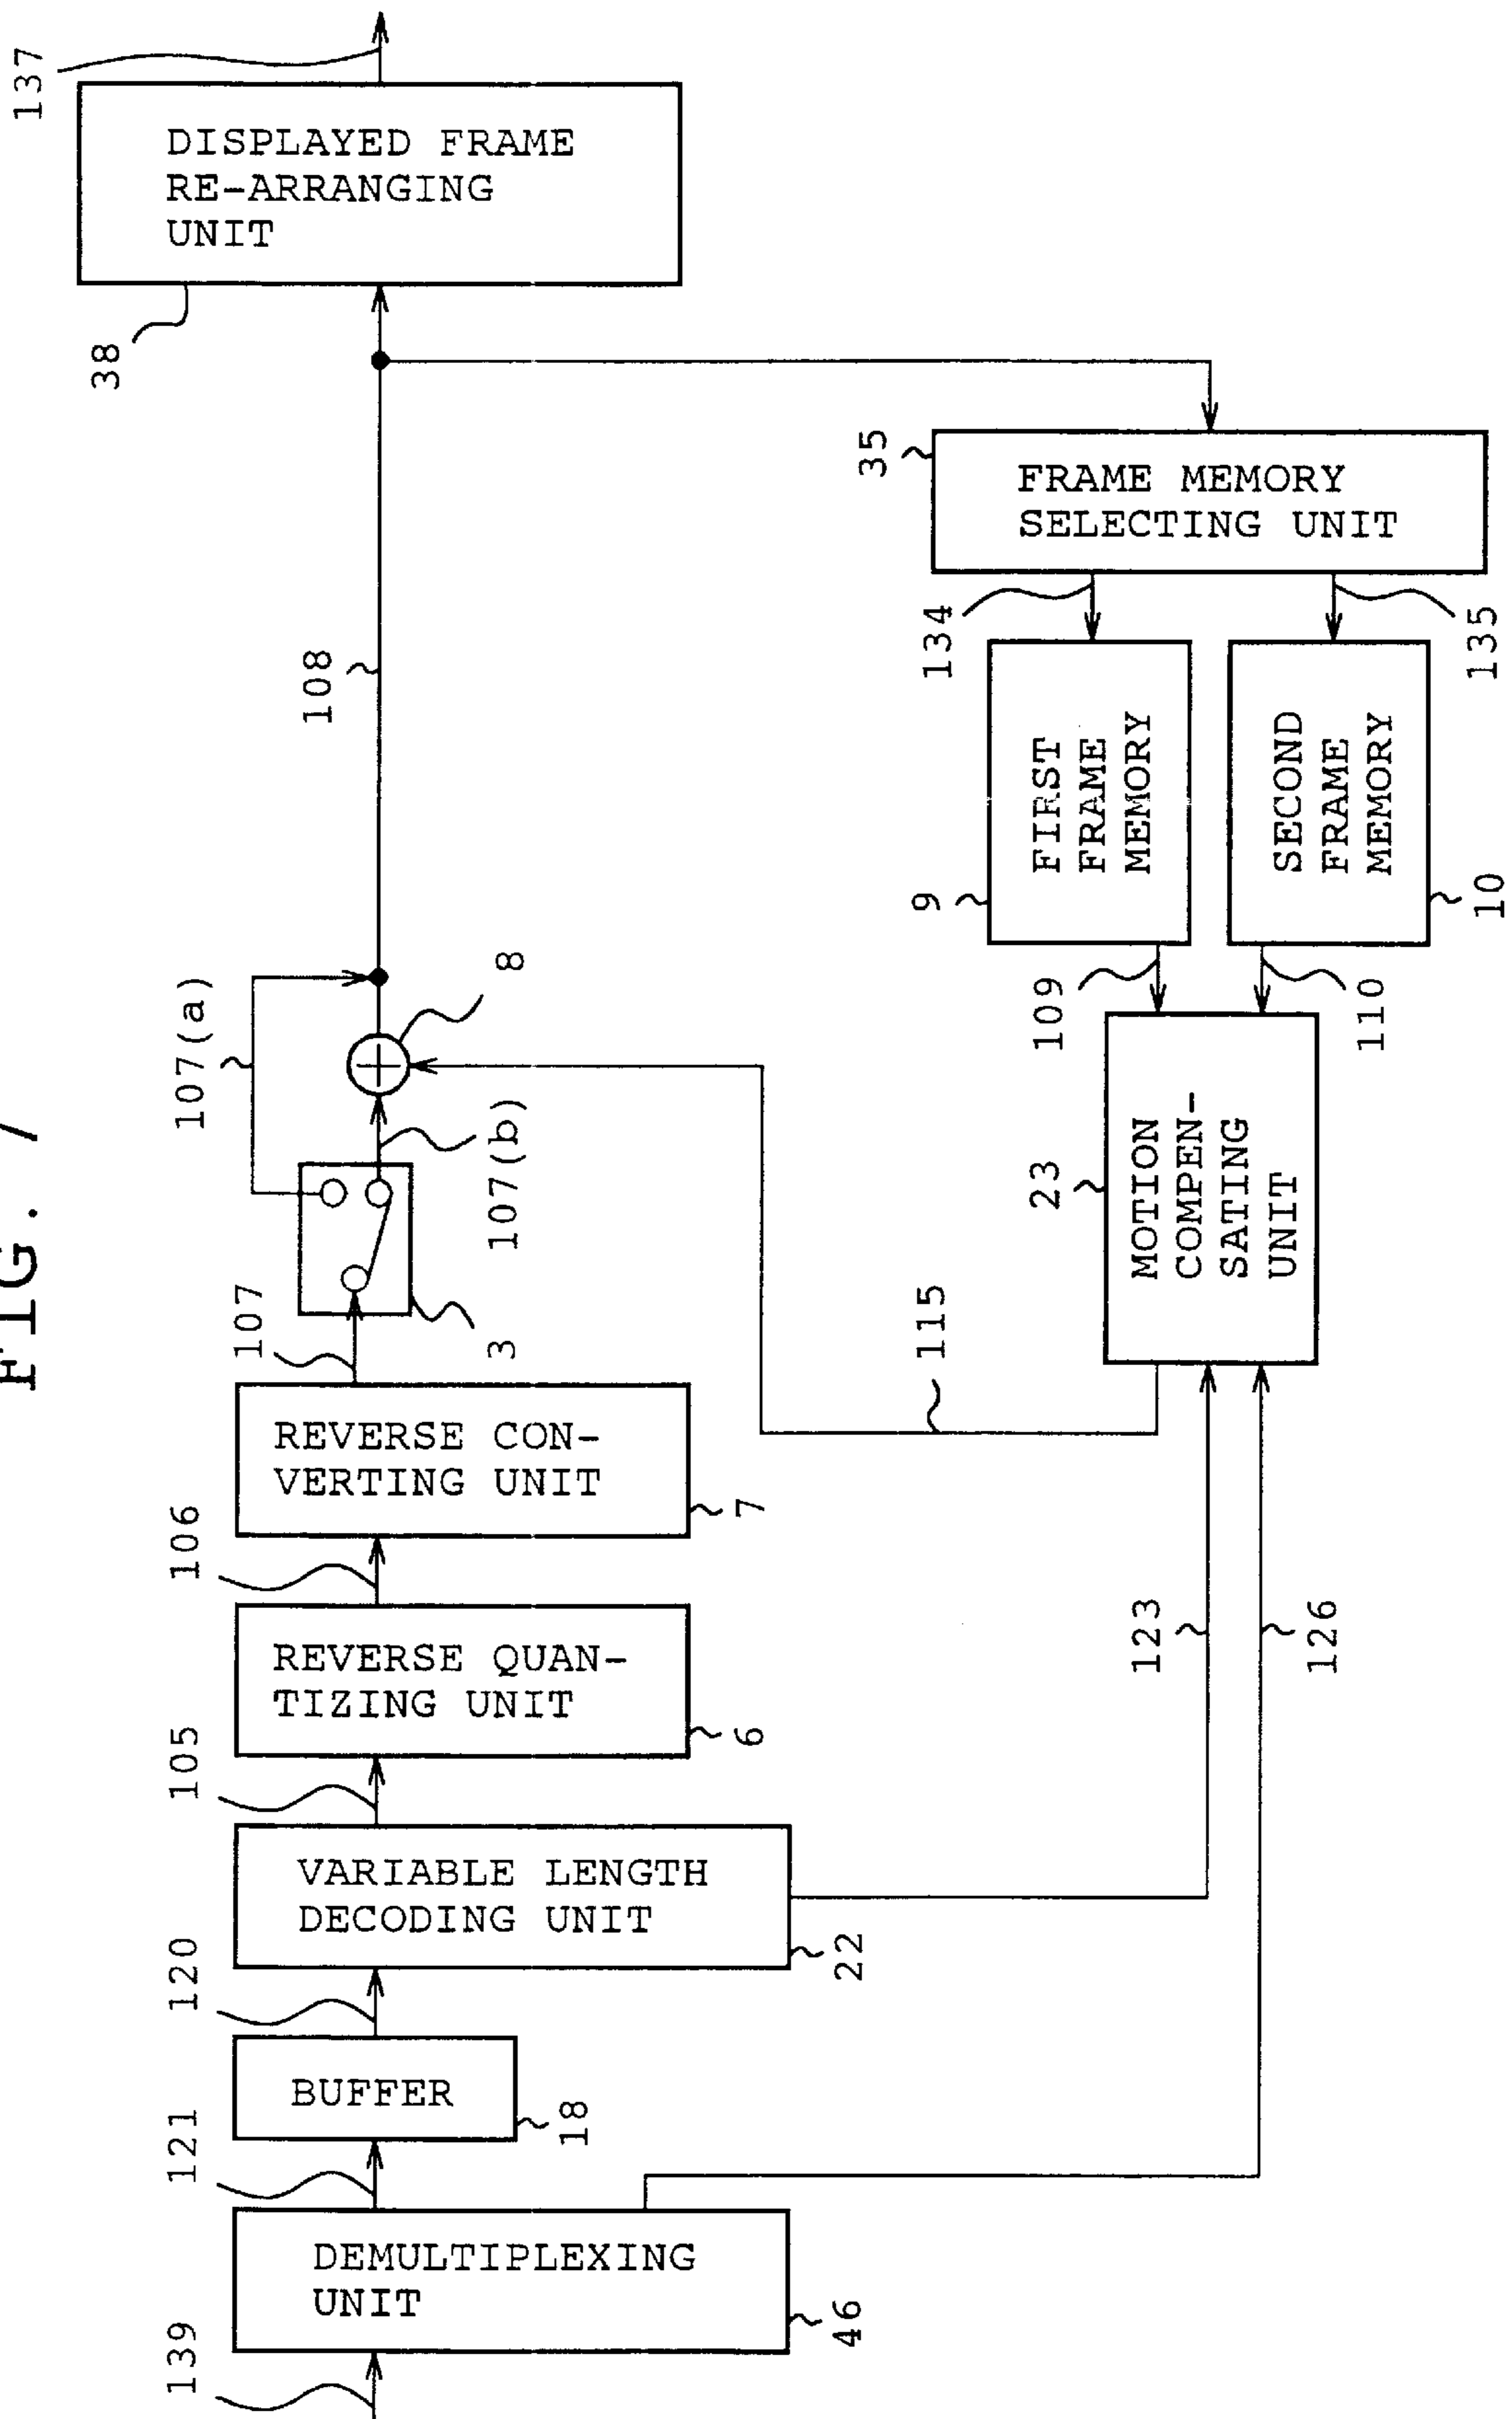 FIG. 7
137
DISPLAYED FRAME
RE-ARRANGING
UNIT
38
108
35
FRAME MEMORY
SELECTING UNIT
134
135
FIRST
FRAME
MEMORY
9
SECOND
FRAME
MEMORY
10
109
110
107(a)
8
107(b)
3
107
23
MOTION
COMPEN-
SATING
UNIT
115
REVERSE CON-
VERTING UNIT
7
106
REVERSE QUAN-
TIZING UNIT
6
105
123
126
VARIABLE LENGTH
DECODING UNIT
22
120
BUFFER
18
121
DEMULTIPLEXING
UNIT
46
139